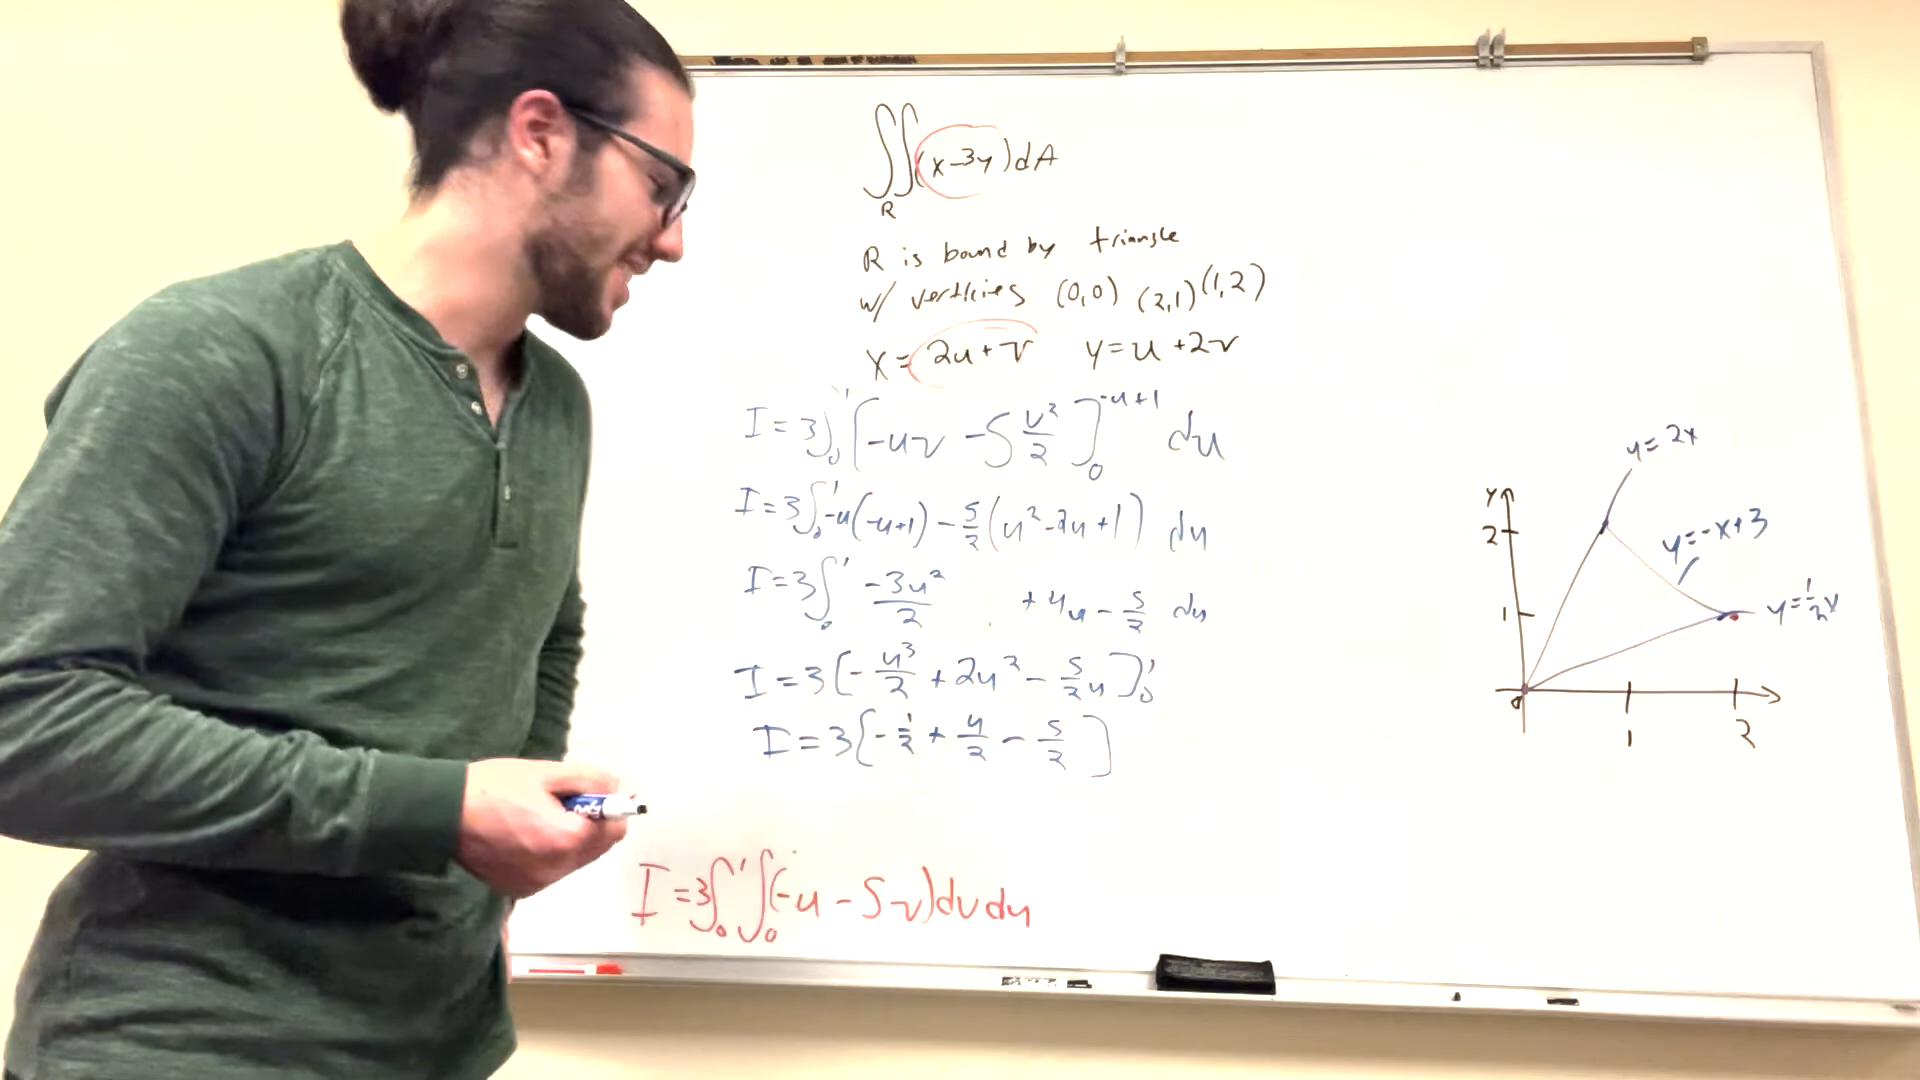 ∬_R (x-3y) dA
R is bound by triangle
w/ verticies (0,0) (2,1) (1,2)
x = 2u+v y=u+2v
I = 3∫_0^1 [-uv -5 v²/2]_0^{-u+1} du
I = 3∫_0^1 -u(-u+1) - 5/2 (u²-2u+1) du
I = 3∫_0^1 -3u²/2 + 4u - 5/2 du
I = 3[-u³/2 + 2u² - 5/2 u]_0^1
I = 3[-1/2 + 4/2 - 5/2]
I = 3∫_0^1 ∫_0 (-u - 5v) dv du
y=2x
y
2
y=-x+3
1
y=1/2 x
0
1
2